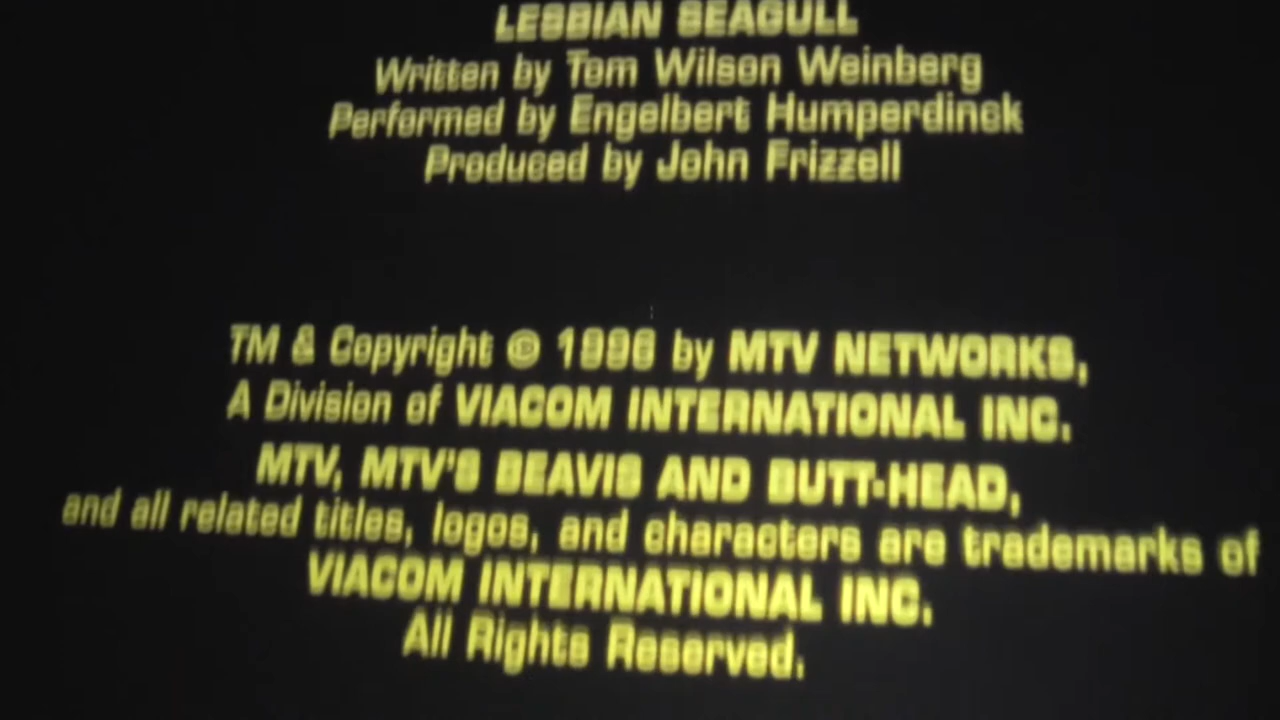 LESBIAN SEAGULL
Written by Tom Wilson Weinberg
Performed by Engelbert Humperdinck
Produced by John Frizzell
TM & Copyright © 1996 by MTV NETWORKS,
A Division of VIACOM INTERNATIONAL INC.
MTV, MTV'S BEAVIS AND BUTT-HEAD,
and all related titles, logos, and characters are trademarks of
VIACOM INTERNATIONAL INC.
All Rights Reserved.